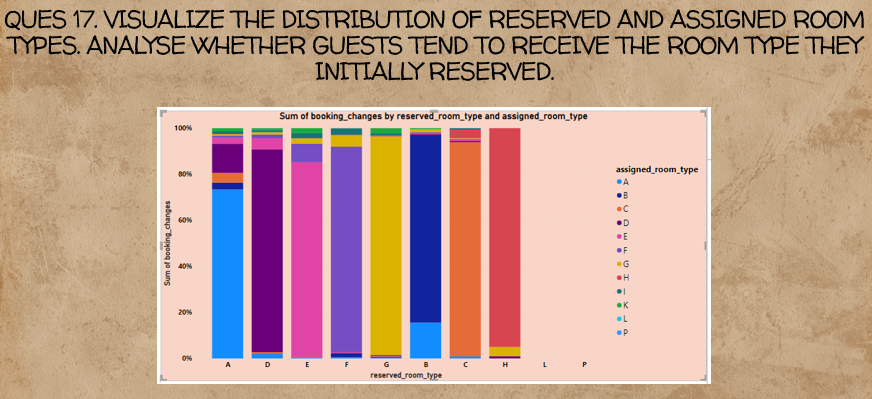 QUES 17. VISUALIZE THE DISTRIBUTION OF RESERVED AND ASSIGNED ROOM
TYPES. ANALYSE WHETHER GUESTS TEND TO RECEIVE THE ROOM TYPE THEY
INITIALLY RESERVED.
Sum of booking_changes by reserved_room_type and assigned_room_type
100%
80%
60%
40%
20%
0%
Sum of booking_changes
A D E F G B C H L P
reserved_room_type
assigned_room_type
A
B
C
D
E
F
G
H
I
K
L
P